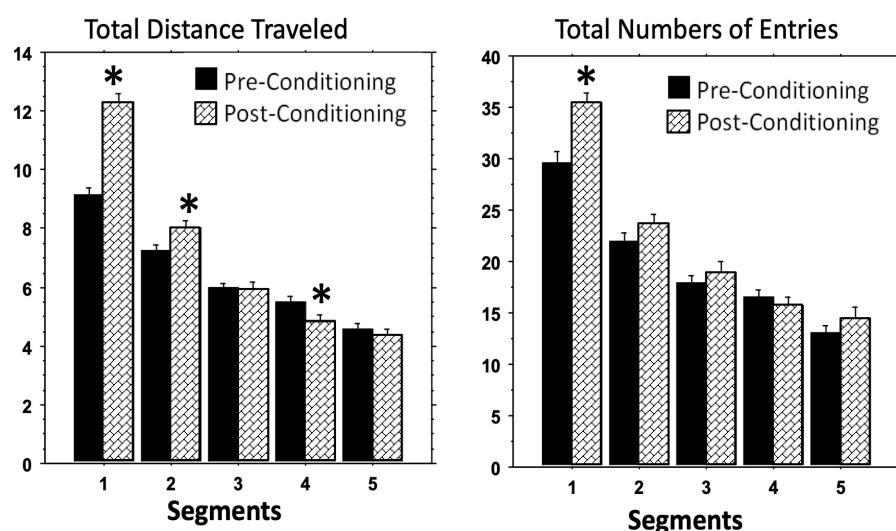 Total Distance Traveled
14
12
10
8
6
4
2
0
*
*
*
Pre-Conditioning
Post-Conditioning
1 2 3 4 5
Segments
Total Numbers of Entries
40
35
30
25
20
15
10
5
0
*
Pre-Conditioning
Post-Conditioning
1 2 3 4 5
Segments